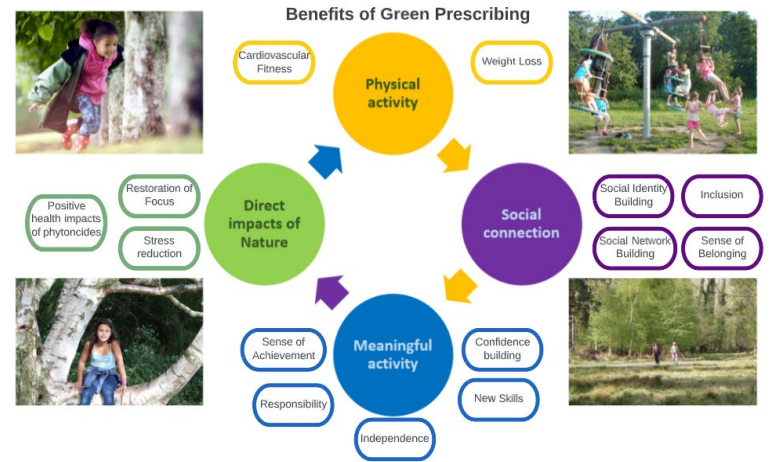 Benefits of Green Prescribing
Cardiovascular
Fitness
Physical
activity
Weight Loss
Direct
impacts of
Nature
Positive
health impacts
of phytoncides
Restoration of
Focus
Stress
reduction
Social
connection
Social Identity
Building
Inclusion
Social Network
Building
Sense of
Belonging
Meaningful
activity
Sense of
Achievement
Responsibility
Independence
Confidence
building
New Skills